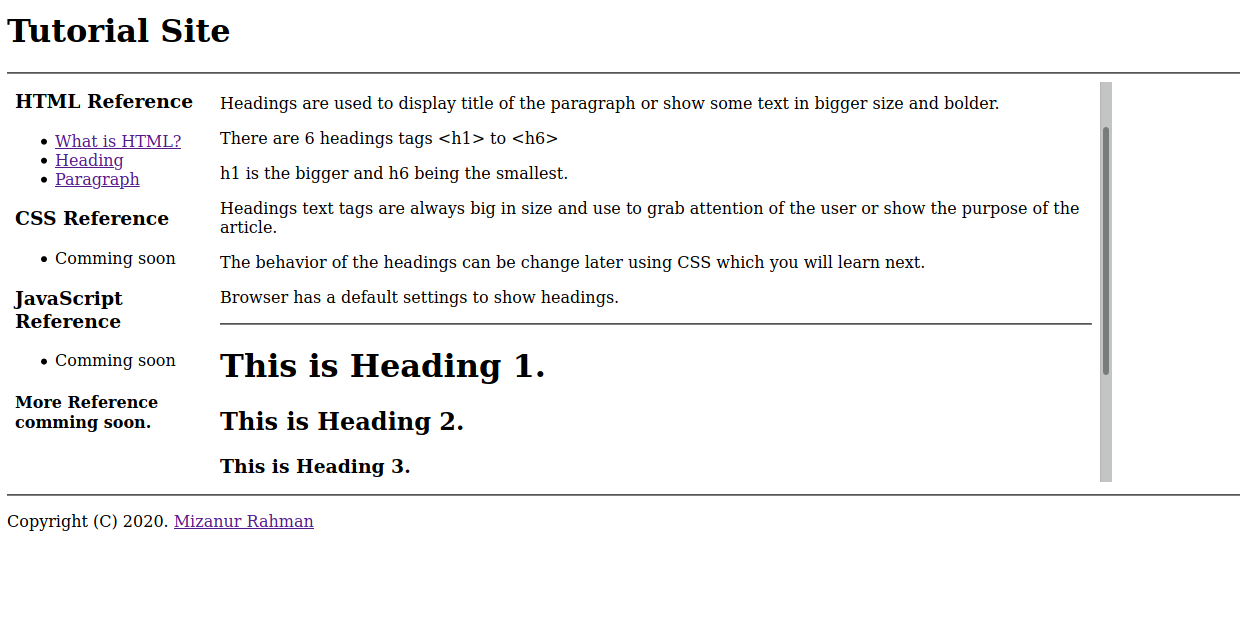 Tutorial Site
HTML Reference
What is HTML?
Heading
Paragraph
CSS Reference
Comming soon
JavaScript
Reference
Comming soon
More Reference
comming soon.
Headings are used to display title of the paragraph or show some text in bigger size and bolder.
There are 6 headings tags <h1> to <h6>
h1 is the bigger and h6 being the smallest.
Headings text tags are always big in size and use to grab attention of the user or show the purpose of the
article.
The behavior of the headings can be change later using CSS which you will learn next.
Browser has a default settings to show headings.
This is Heading 1.
This is Heading 2.
This is Heading 3.
Copyright (C) 2020. Mizanur Rahman